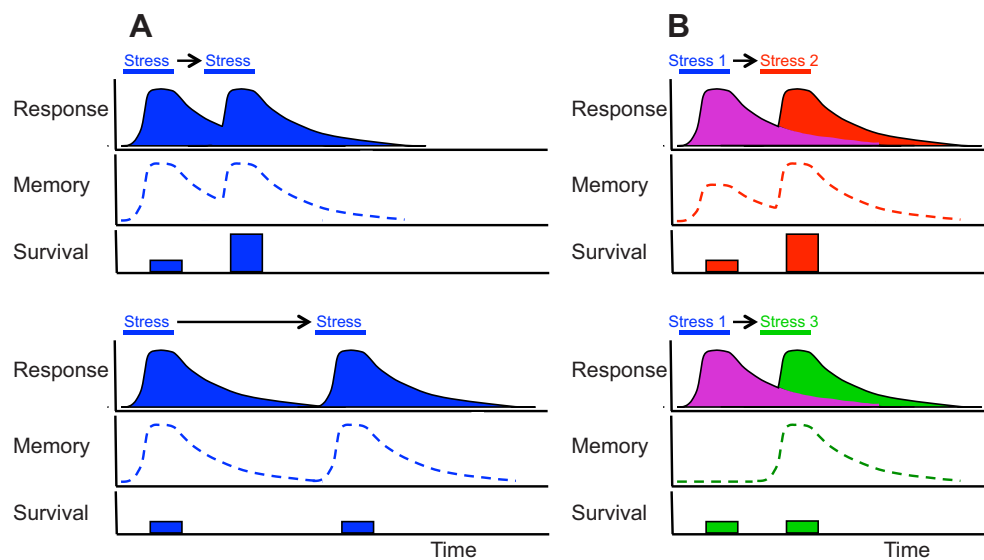 A
Stress Stress
Response
Memory
Survival
Stress Stress
Response
Memory
Survival
Time
B
Stress 1 Stress 2
Response
Memory
Survival
Stress 1 Stress 3
Response
Memory
Survival
Time